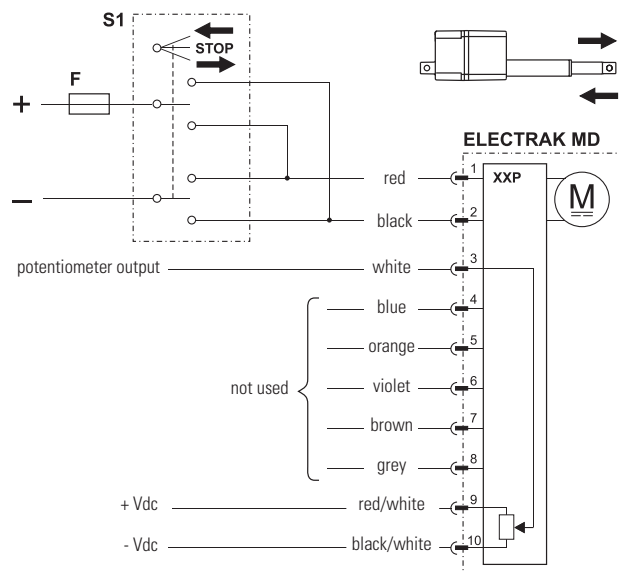 S1
STOP
F
+
–
ELECTRAK MD
XXP
M
red 1
black 2
potentiometer output white 3
not used
blue 4
orange 5
violet 6
brown 7
grey 8
+ Vdc red/white 9
- Vdc black/white 10